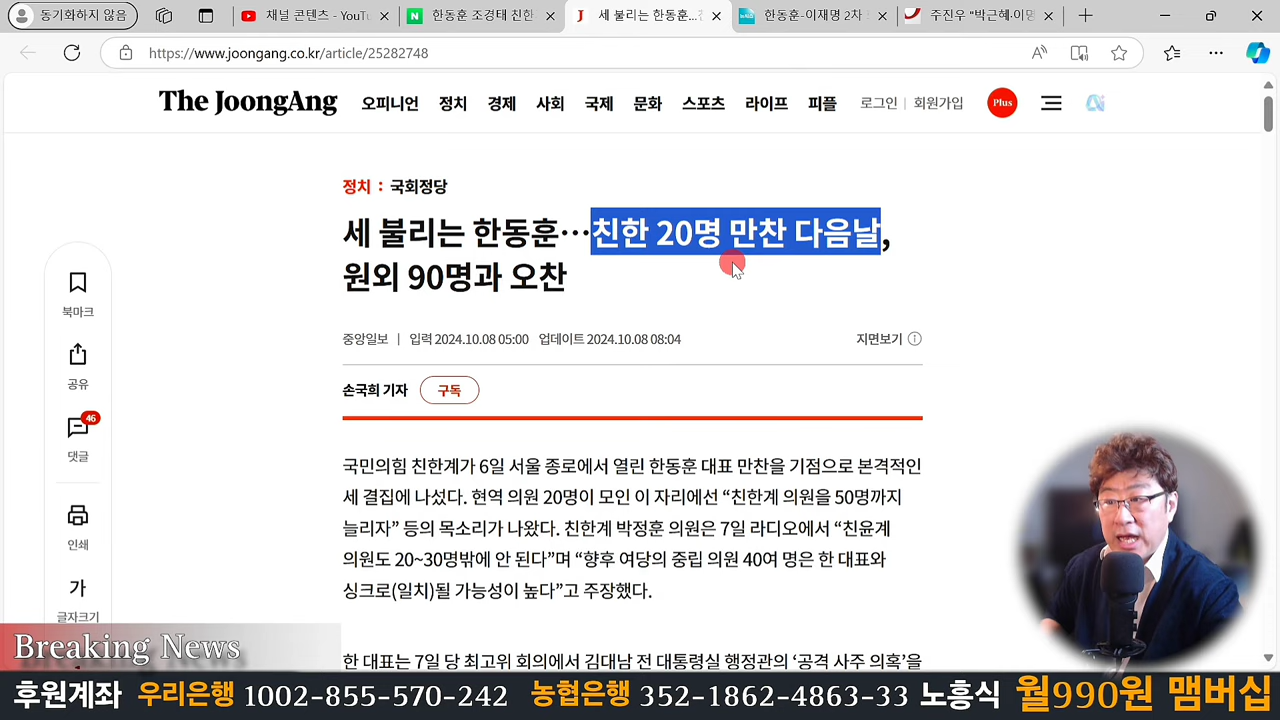 동기화하지 않음
채널 콘텐츠 - YouTu
한동훈 조경태 친한
세 불리는 한동훈…
한동훈·이재명 2차
주진우 "박근혜·이명
https://www.joongang.co.kr/article/25282748
The JoongAng 오피니언 정치 경제 사회 국제 문화 스포츠 라이프 피플 로그인 | 회원가입 Plus
정치 : 국회정당
세 불리는 한동훈…친한 20명 만찬 다음날,
원외 90명과 오찬
중앙일보 | 입력 2024.10.08 05:00 업데이트 2024.10.08 08:04 지면보기
손국희 기자 구독
북마크
공유
46
댓글
인쇄
가
글자크기
국민의힘 친한계가 6일 서울 종로에서 열린 한동훈 대표 만찬을 기점으로 본격적인
세 결집에 나섰다. 현역 의원 20명이 모인 이 자리에선 “친한계 의원을 50명까지
늘리자” 등의 목소리가 나왔다. 친한계 박정훈 의원은 7일 라디오에서 “친윤계
의원도 20~30명밖에 안 된다”며 “향후 여당의 중립 의원 40여 명은 한 대표와
싱크로(일치)될 가능성이 높다”고 주장했다.
한 대표는 7일 당 최고위 회의에서 김대남 전 대통령실 행정관의 ‘공격 사주 의혹’을
Breaking News
후원계좌 우리은행 1002-855-570-242 농협은행 352-1862-4863-33 노흥식 월990원 맴버십